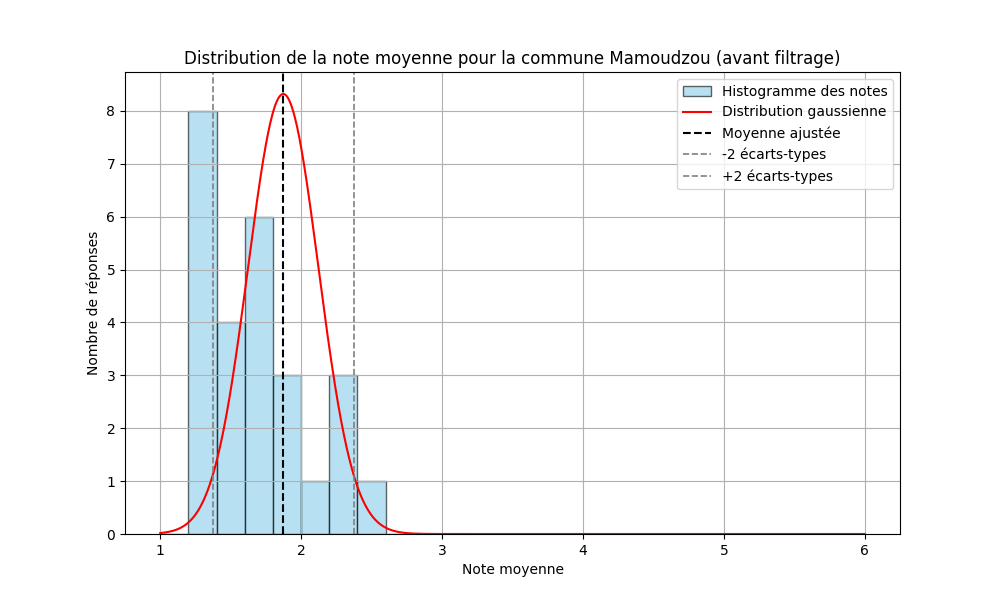 Distribution de la note moyenne pour la commune Mamoudzou (avant filtrage)
Histogramme des notes
Distribution gaussienne
Moyenne ajustée
-2 écarts-types
+2 écarts-types
Nombre de réponses
8
7
6
5
4
3
2
1
0
1 2 3 4 5 6
Note moyenne